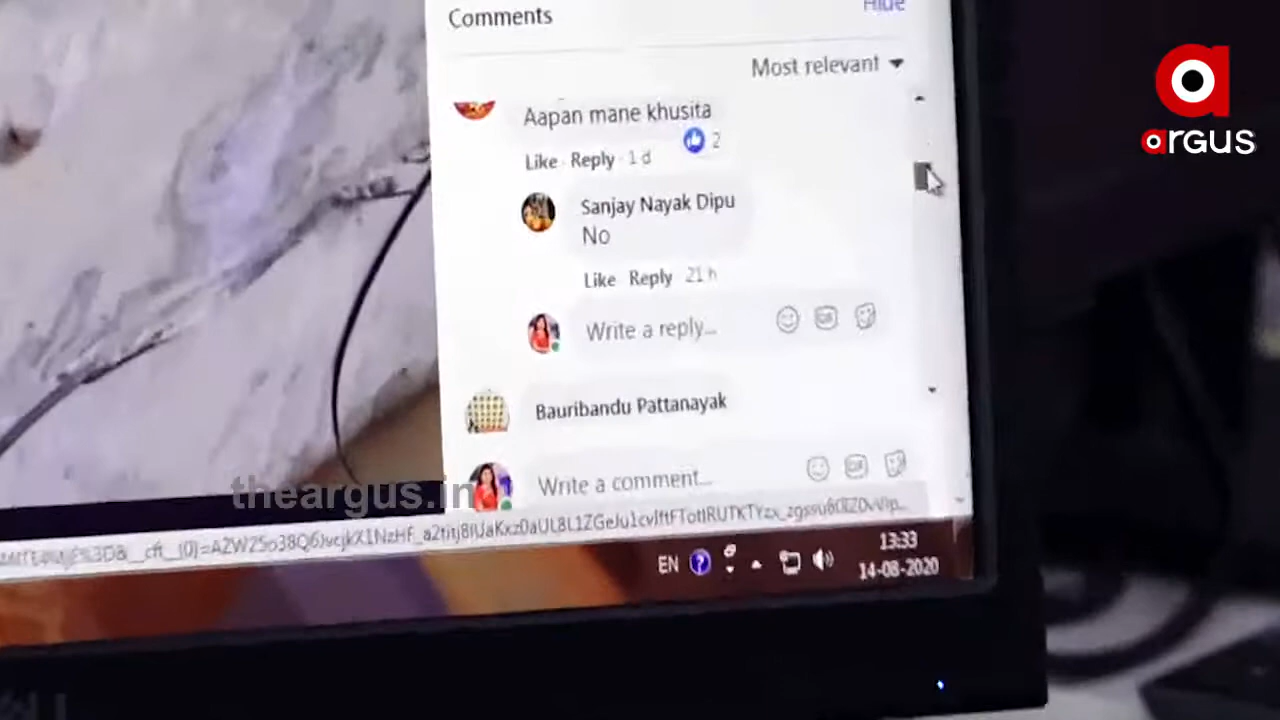 Comments
Hide
Most relevant
Aapan mane khusita
2
Like · Reply · 1 d
Sanjay Nayak Dipu
No
Like Reply 21 h
Write a reply...
Bauribandu Pattanayak
Write a comment...
EN
13:33
14-08-2020
argus
theargus.in